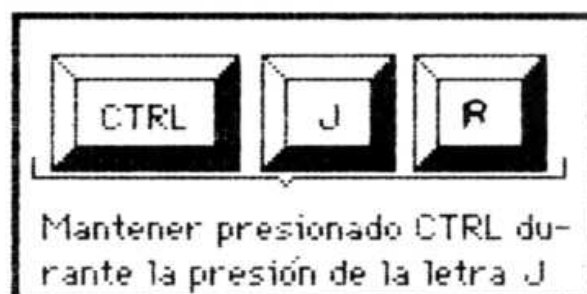 CTRL J R
Mantener presionado CTRL du-
rante la presión de la letra J